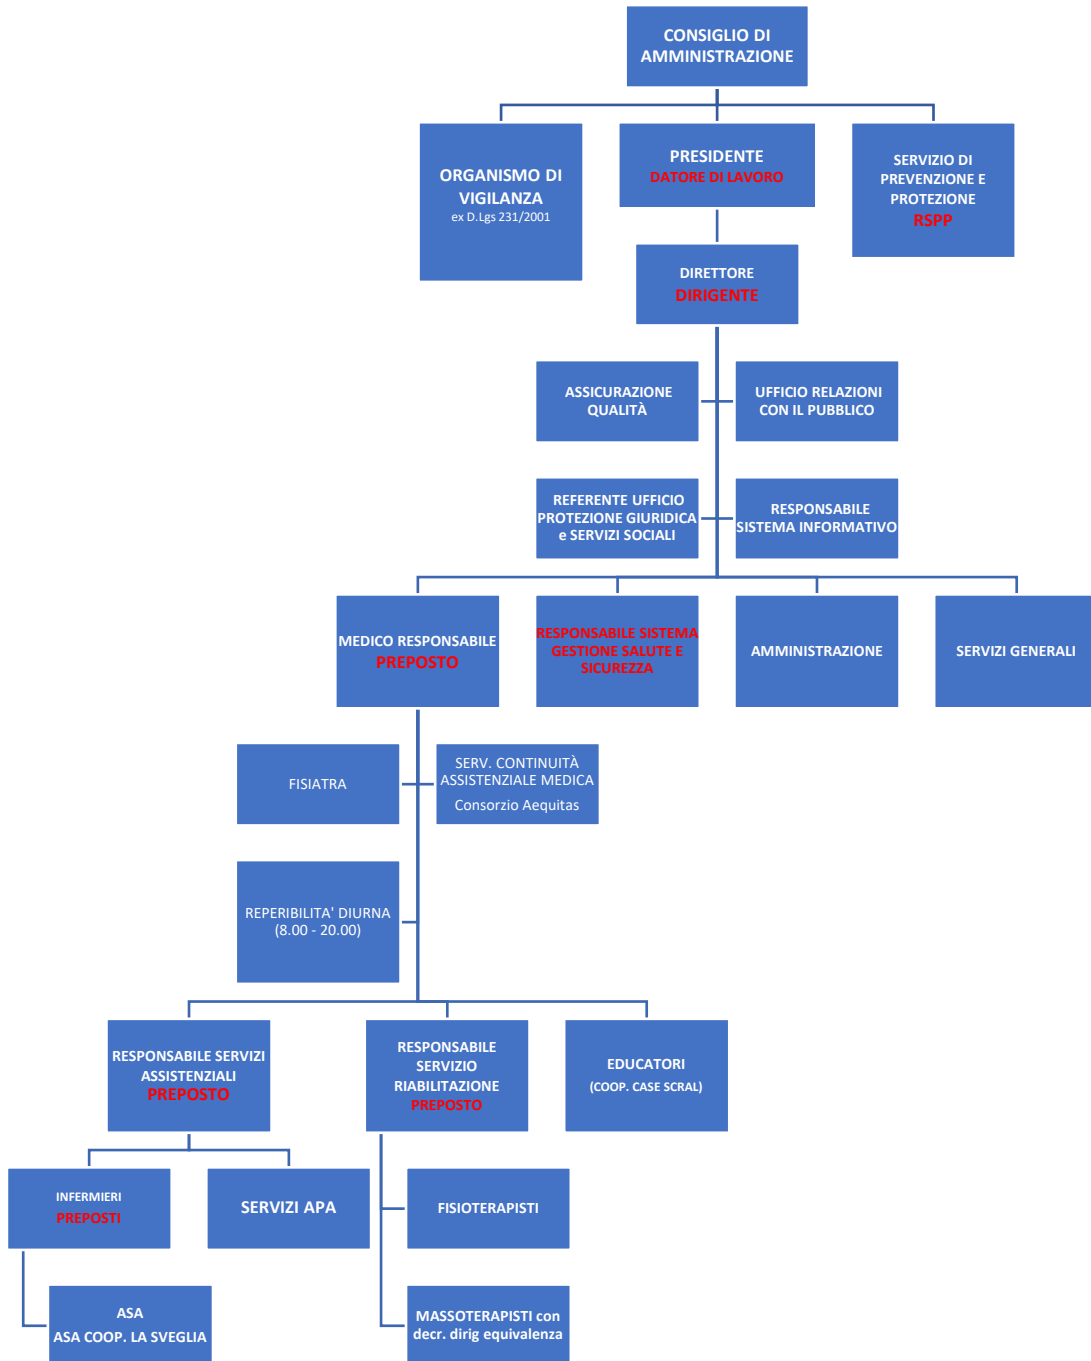 CONSIGLIO DI
AMMINISTRAZIONE
ORGANISMO DI
VIGILANZA
ex D.Lgs 231/2001
PRESIDENTE
DATORE DI LAVORO
SERVIZIO DI
PREVENZIONE E
PROTEZIONE
RSPP
DIRETTORE
DIRIGENTE
ASSICURAZIONE
QUALITÀ
UFFICIO RELAZIONI
CON IL PUBBLICO
REFERENTE UFFICIO
PROTEZIONE GIURIDICA
e SERVIZI SOCIALI
RESPONSABILE
SISTEMA INFORMATIVO
MEDICO RESPONSABILE
PREPOSTO
RESPONSABILE SISTEMA
GESTIONE SALUTE E
SICUREZZA
AMMINISTRAZIONE
SERVIZI GENERALI
FISIATRA
SERV. CONTINUITÀ
ASSISTENZIALE MEDICA
Consorzio Aequitas
REPERIBILITA' DIURNA
(8.00 - 20.00)
RESPONSABILE SERVIZI
ASSISTENZIALI
PREPOSTO
RESPONSABILE
SERVIZIO
RIABILITAZIONE
PREPOSTO
EDUCATORI
(COOP. CASE SCRAL)
INFERMIERI
PREPOSTI
SERVIZI APA
FISIOTERAPISTI
ASA
ASA COOP. LA SVEGLIA
MASSOTERAPISTI con
decr. dirig equivalenza